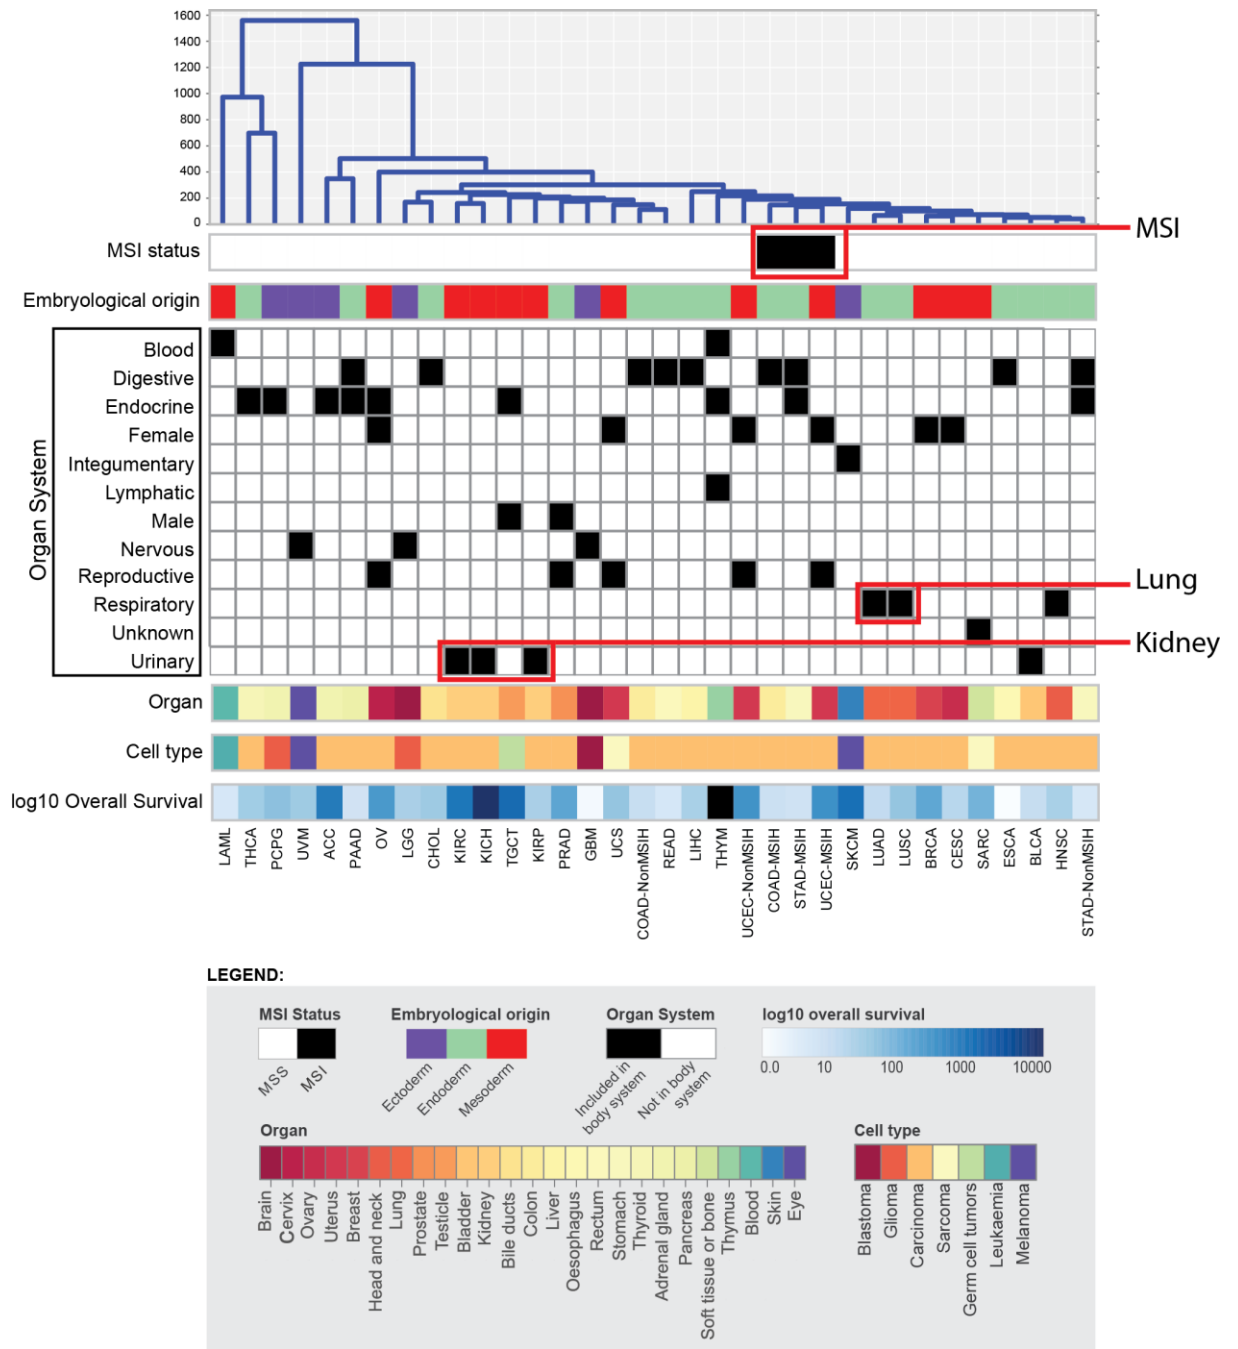 1600
1400
1200
1000
800
600
400
200
0
MSI status
MSI
Embryological origin
Organ System
Blood
Digestive
Endocrine
Female
Integumentary
Lymphatic
Male
Nervous
Reproductive
Respiratory
Unknown
Urinary
Lung
Kidney
Organ
Cell type
log10 Overall Survival
LAML
THCA
PCPG
UVM
ACC
PAAD
OV
LGG
CHOL
KIRC
KICH
TGCT
KIRP
PRAD
GBM
UCS
COAD-NonMSIH
READ
LIHC
THYM
UCEC-NonMSIH
COAD-MSIH
STAD-MSIH
UCEC-MSIH
SKCM
LUAD
LUSC
BRCA
CESC
SARC
ESCA
BLCA
HNSC
STAD-NonMSIH
LEGEND:
MSI Status
MSS
MSI
Embryological origin
Ectoderm
Endoderm
Mesoderm
Organ System
Included in
body system
Not in body
system
log10 overall survival
0.0 10 100 1000 10000
Organ
Brain
Cervix
Ovary
Uterus
Breast
Head and neck
Lung
Prostate
Testicle
Bladder
Kidney
Bile ducts
Colon
Liver
Oesophagus
Rectum
Stomach
Thyroid
Adrenal gland
Pancreas
Soft tissue or bone
Thymus
Blood
Skin
Eye
Cell type
Blastoma
Glioma
Carcinoma
Sarcoma
Germ cell tumors
Leukaemia
Melanoma